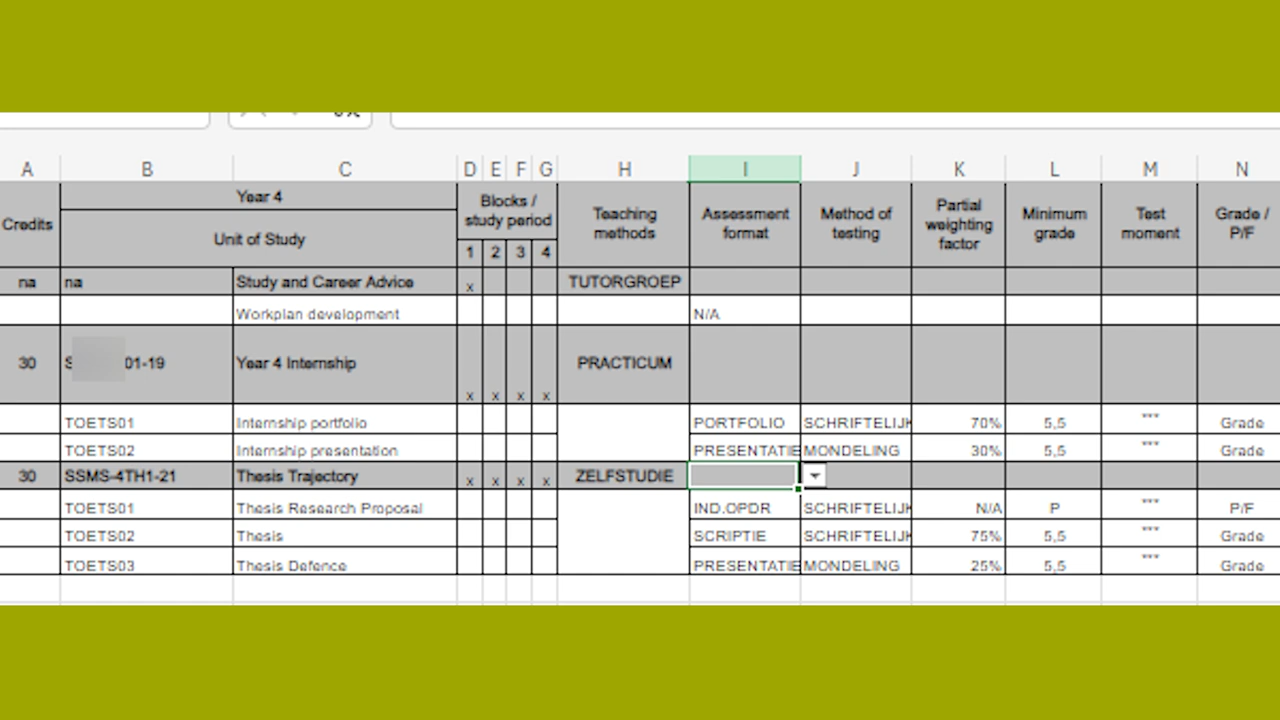 A B C D E F G H I J K L M N
Credits Year 4 Blocks / study period Teaching methods Assessment format Method of testing Partial weighting factor Minimum grade Test moment Grade / P/F
Unit of Study 1 2 3 4
na na Study and Career Advice x TUTORGROEP
Workplan development N/A
30 S 01-19 Year 4 Internship x x x x PRACTICUM
TOETS01 Internship portfolio PORTFOLIO SCHRIFTELIJK 70% 5,5 *** Grade
TOETS02 Internship presentation PRESENTATIE MONDELING 30% 5,5 *** Grade
30 SSMS-4TH1-21 Thesis Trajectory x x x x ZELFSTUDIE
TOETS01 Thesis Research Proposal IND.OPDR SCHRIFTELIJK N/A P *** P/F
TOETS02 Thesis SCRIPTIE SCHRIFTELIJK 75% 5,5 *** Grade
TOETS03 Thesis Defence PRESENTATIE MONDELING 25% 5,5 *** Grade